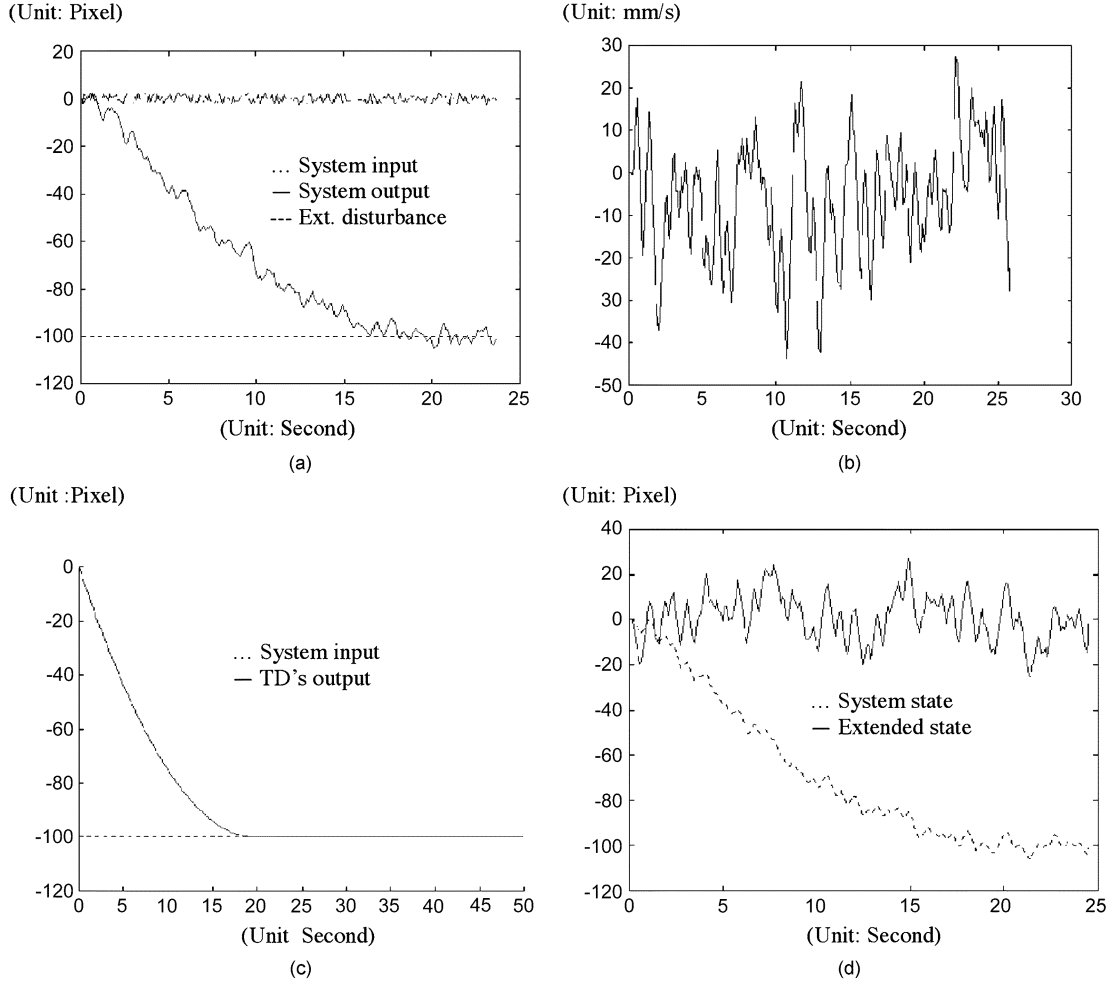 (Unit: Pixel)
20
0
-20
-40
-60
-80
-100
-120
... System input
— System output
--- Ext. disturbance
0 5 10 15 20 25
(Unit: Second)
(a)
(Unit: mm/s)
30
20
10
0
-10
-20
30
-40
-50
0 5 10 15 20 25 30
(Unit: Second)
(b)
(Unit :Pixel)
0
-20
-40
-60
-80
-100
-120
... System input
— TD's output
0 5 10 15 20 25 30 35 40 45 50
(Unit Second)
(c)
(Unit: Pixel)
40
20
0
-20
-40
-60
-80
-100
-120
... System state
— Extended state
0 5 10 15 20 25
(Unit: Second)
(d)